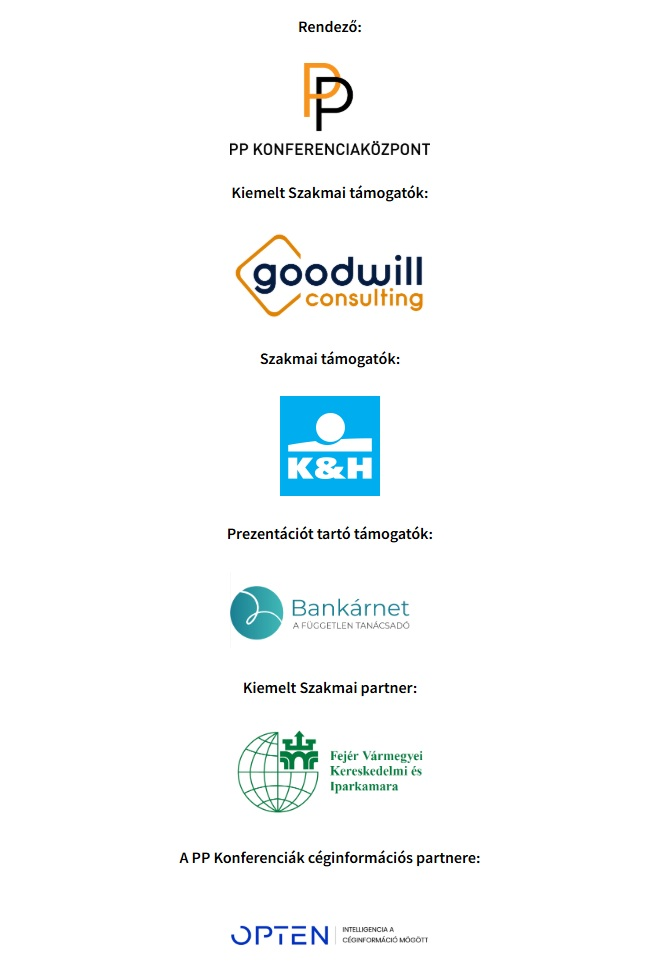 Rendező:
PP
PP KONFERENCIAKÖZPONT
Kiemelt Szakmai támogatók:
goodwill
consulting
Szakmai támogatók:
K&H
Prezentációt tartó támogatók:
Bankárnet
A FÜGGETLEN TANÁCSADÓ
Kiemelt Szakmai partner:
Fejér Vármegyei
Kereskedelmi és
Iparkamara
A PP Konferenciák céginformációs partnere:
OPTEN
INTELLIGENCIA A
CÉGINFORMÁCIÓ MÖGÖTT